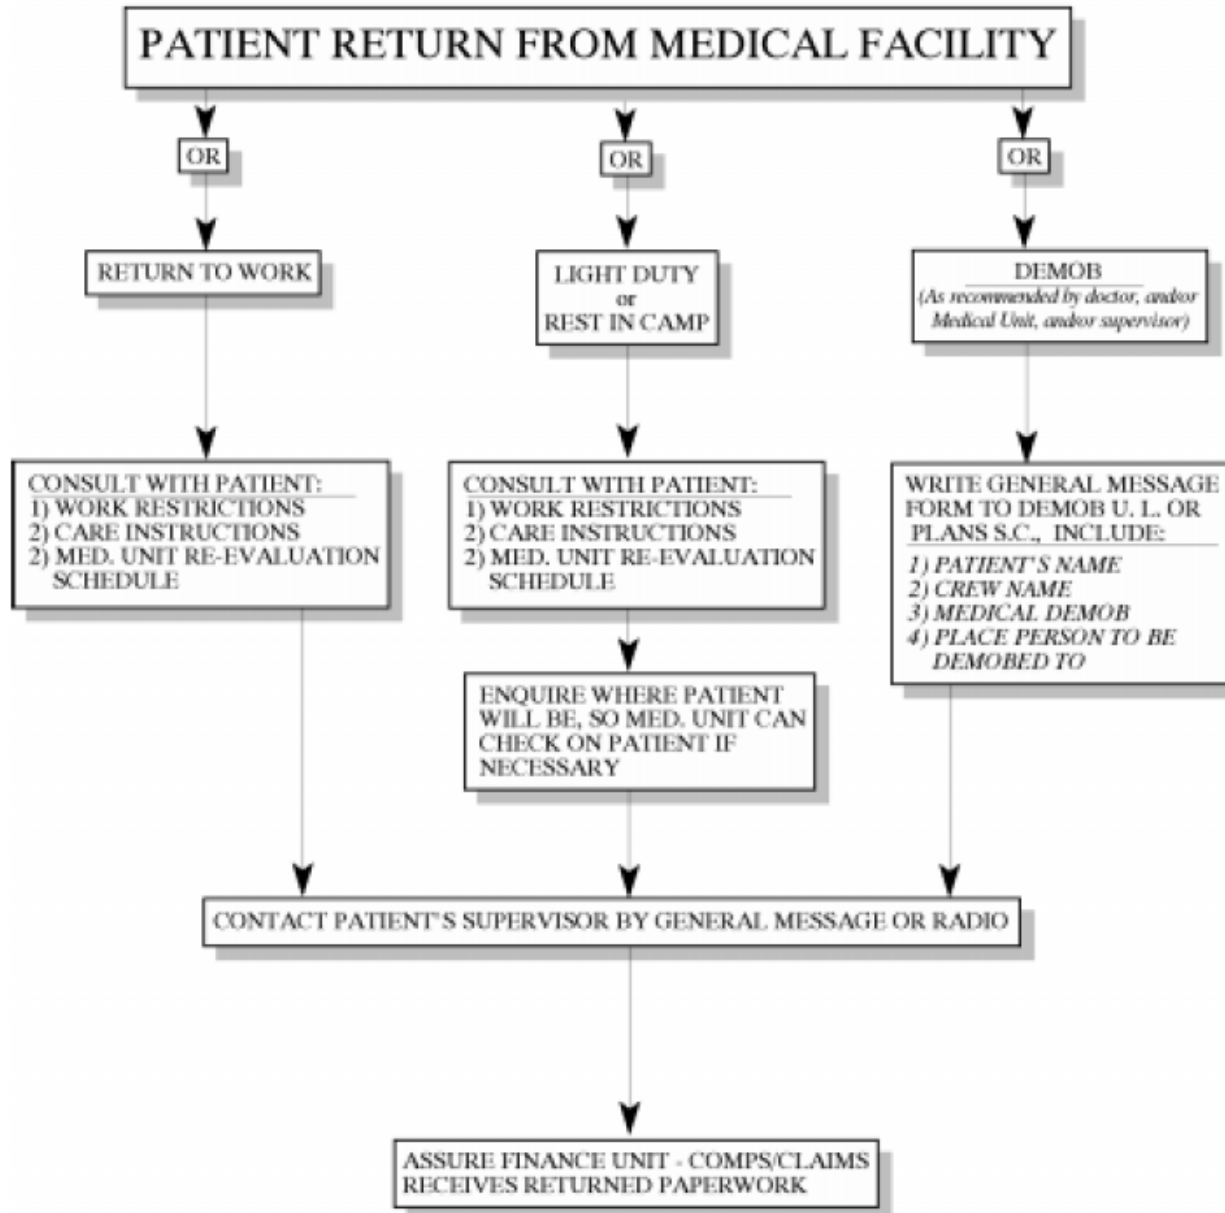 PATIENT RETURN FROM MEDICAL FACILITY
OR
OR
OR
RETURN TO WORK
LIGHT DUTY
or
REST IN CAMP
DEMOB
(As recommended by doctor, and/or
Medical Unit, and/or supervisor)
CONSULT WITH PATIENT:
1) WORK RESTRICTIONS
2) CARE INSTRUCTIONS
2) MED. UNIT RE-EVALUATION
SCHEDULE
CONSULT WITH PATIENT:
1) WORK RESTRICTIONS
2) CARE INSTRUCTIONS
2) MED. UNIT RE-EVALUATION
SCHEDULE
WRITE GENERAL MESSAGE
FORM TO DEMOB U. L. OR
PLANS S.C., INCLUDE:
1) PATIENT'S NAME
2) CREW NAME
3) MEDICAL DEMOB
4) PLACE PERSON TO BE
DEMOBED TO
ENQUIRE WHERE PATIENT
WILL BE, SO MED. UNIT CAN
CHECK ON PATIENT IF
NECESSARY
CONTACT PATIENT'S SUPERVISOR BY GENERAL MESSAGE OR RADIO
ASSURE FINANCE UNIT - COMPS/CLAIMS
RECEIVES RETURNED PAPERWORK